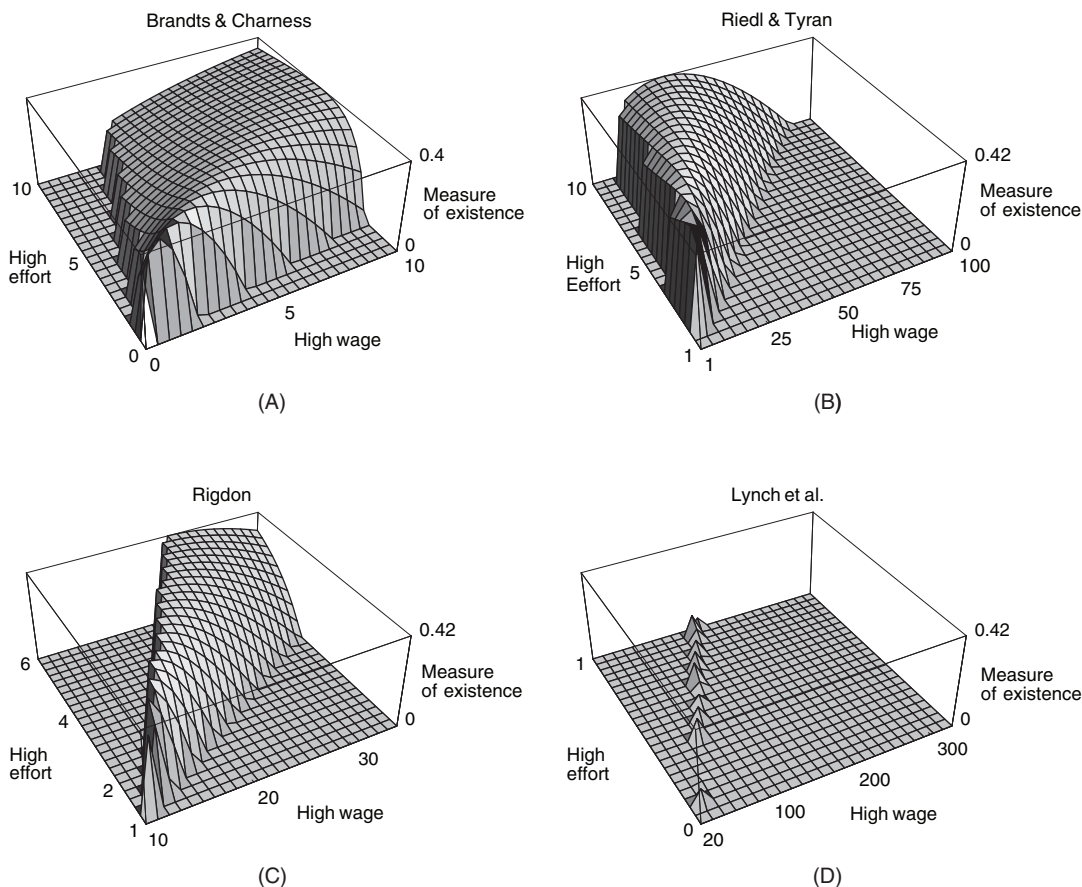 Brandts & Charness
10
High
effort
5
0
0
5
High wage
10
0
0.4
Measure
of existence
(A)
Riedl & Tyran
10
High
Eeffort
5
1
1
25
50
75
100
High wage
0
0.42
Measure
of existence
(B)
Rigdon
6
4
High
effort
2
1
10
20
30
High wage
0
0.42
Measure
of existence
(C)
Lynch et al.
1
High
effort
0
20
100
200
300
High wage
0
0.42
Measure
of existence
(D)